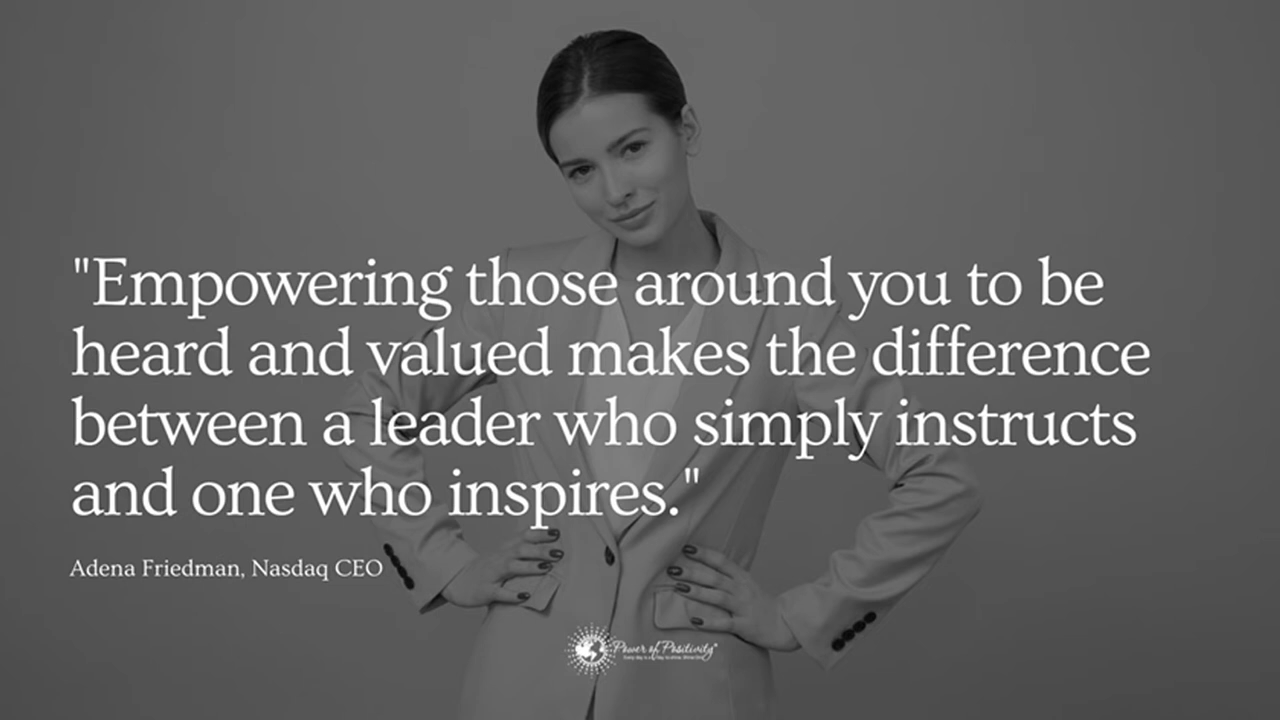 "Empowering those around you to be
heard and valued makes the difference
between a leader who simply instructs
and one who inspires."
Adena Friedman, Nasdaq CEO
Power of Positivity®